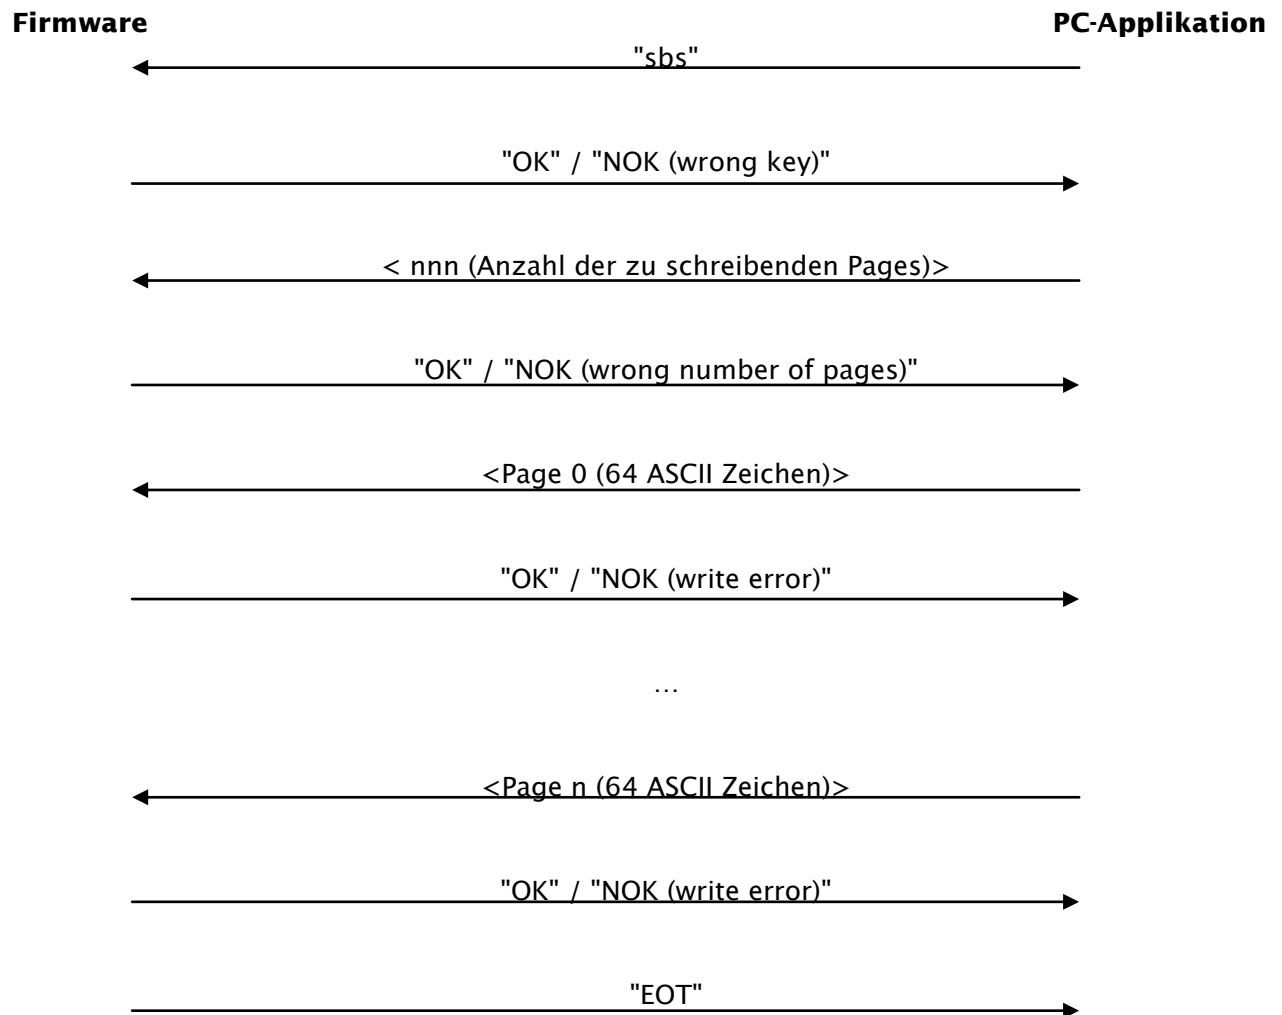 Firmware
PC-Applikation
"sbs"
"OK" / "NOK (wrong key)"
< nnn (Anzahl der zu schreibenden Pages)>
"OK" / "NOK (wrong number of pages)"
<Page 0 (64 ASCII Zeichen)>
"OK" / "NOK (write error)"
…
<Page n (64 ASCII Zeichen)>
"OK" / "NOK (write error)"
"EOT"